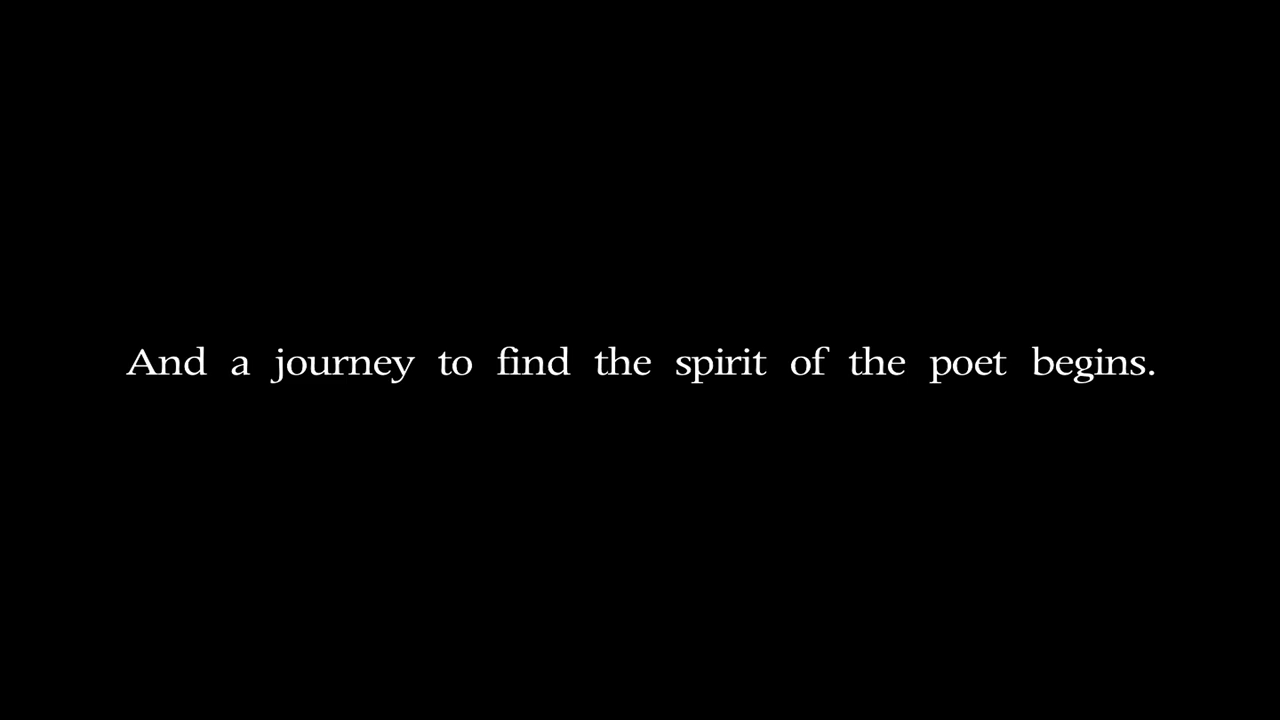 And a journey to find the spirit of the poet begins.